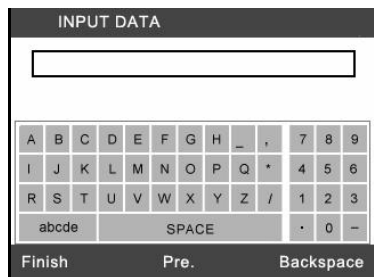 INPUT DATA
A B C D E F G H _ , 7 8 9
I J K L M N O P Q * 4 5 6
R S T U V W X Y Z / 1 2 3
abcde SPACE · 0 –
Finish Pre. Backspace